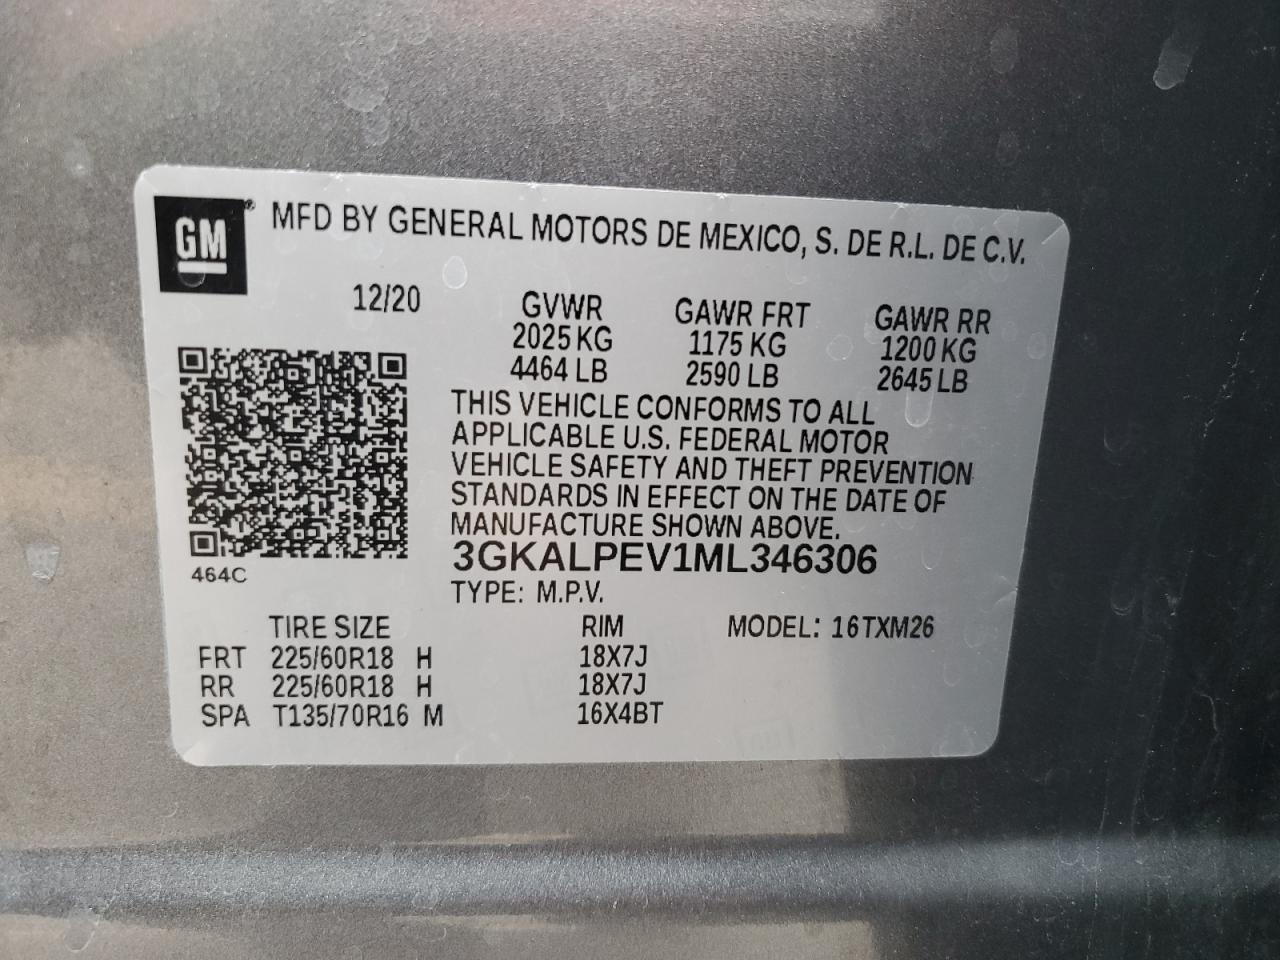 GM® MFD BY GENERAL MOTORS DE MEXICO, S. DE R.L. DE C.V.
12/20 GVWR GAWR FRT GAWR RR
2025 KG 1175 KG 1200 KG
4464 LB 2590 LB 2645 LB
THIS VEHICLE CONFORMS TO ALL
APPLICABLE U.S. FEDERAL MOTOR
VEHICLE SAFETY AND THEFT PREVENTION
STANDARDS IN EFFECT ON THE DATE OF
MANUFACTURE SHOWN ABOVE.
3GKALPEV1ML346306
464C
TYPE: M.P.V.
TIRE SIZE RIM MODEL: 16TXM26
FRT 225/60R18 H 18X7J
RR 225/60R18 H 18X7J
SPA T135/70R16 M 16X4BT